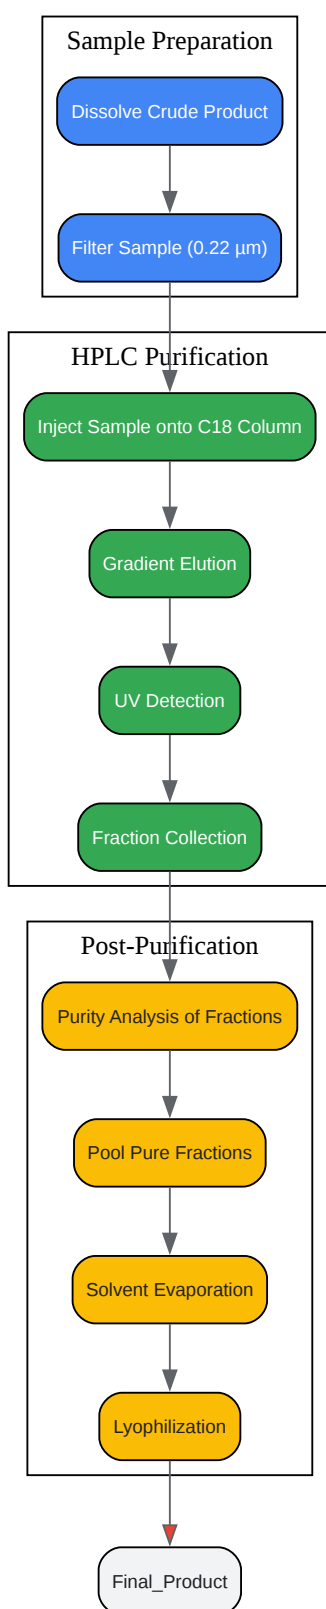 Sample Preparation
Dissolve Crude Product
Filter Sample (0.22 µm)
HPLC Purification
Inject Sample onto C18 Column
Gradient Elution
UV Detection
Fraction Collection
Post-Purification
Purity Analysis of Fractions
Pool Pure Fractions
Solvent Evaporation
Lyophilization
Final_Product